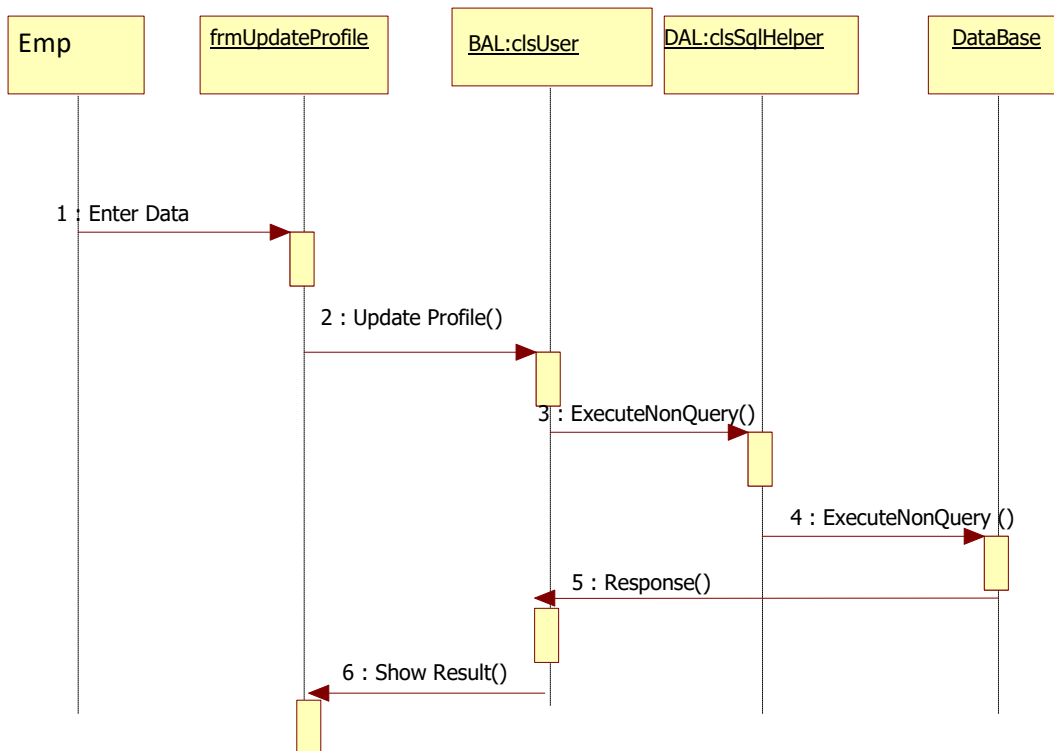 Emp
frmUpdateProfile
BAL:clsUser
DAL:clsSqlHelper
DataBase
1 : Enter Data
2 : Update Profile()
3 : ExecuteNonQuery()
4 : ExecuteNonQuery ()
5 : Response()
6 : Show Result()